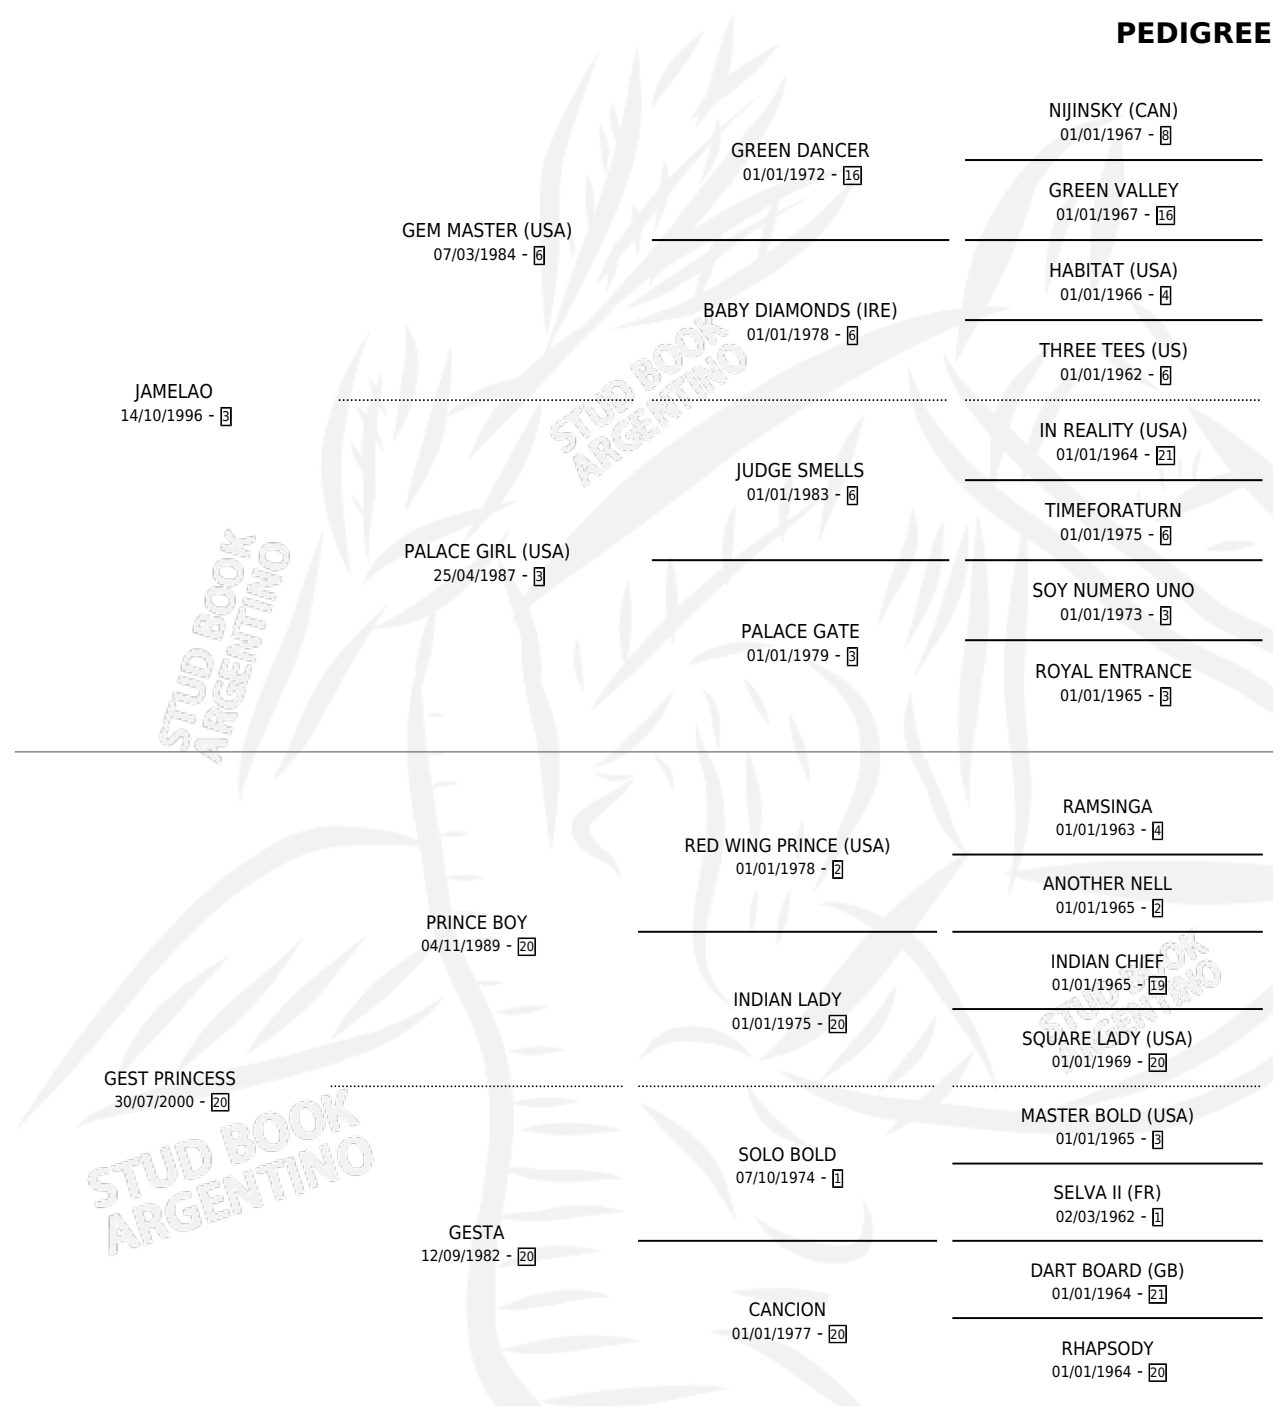 PEDIGREE
NIJINSKY (CAN)
01/01/1967 - 8
GREEN DANCER
01/01/1972 - 16
GREEN VALLEY
01/01/1967 - 16
GEM MASTER (USA)
07/03/1984 - 6
HABITAT (USA)
01/01/1966 - 4
BABY DIAMONDS (IRE)
01/01/1978 - 6
THREE TEES (US)
01/01/1962 - 6
JAMELAO
14/10/1996 - 3
IN REALITY (USA)
01/01/1964 - 21
JUDGE SMELLS
01/01/1983 - 6
TIMEFORATURN
01/01/1975 - 6
PALACE GIRL (USA)
25/04/1987 - 3
SOY NUMERO UNO
01/01/1973 - 3
PALACE GATE
01/01/1979 - 3
ROYAL ENTRANCE
01/01/1965 - 3
RAMSINGA
01/01/1963 - 4
RED WING PRINCE (USA)
01/01/1978 - 2
ANOTHER NELL
01/01/1965 - 2
PRINCE BOY
04/11/1989 - 20
INDIAN CHIEF
01/01/1965 - 19
INDIAN LADY
01/01/1975 - 20
SQUARE LADY (USA)
01/01/1969 - 20
GEST PRINCESS
30/07/2000 - 20
MASTER BOLD (USA)
01/01/1965 - 3
SOLO BOLD
07/10/1974 - 1
SELVA II (FR)
02/03/1962 - 1
GESTA
12/09/1982 - 20
DART BOARD (GB)
01/01/1964 - 21
CANCION
01/01/1977 - 20
RHAPSODY
01/01/1964 - 20
STUD BOOK
ARGENTINO
STUD BOOK
ARGENTINO
STUD BOOK
ARGENTINO
STUD BOOK
ARGENTINO